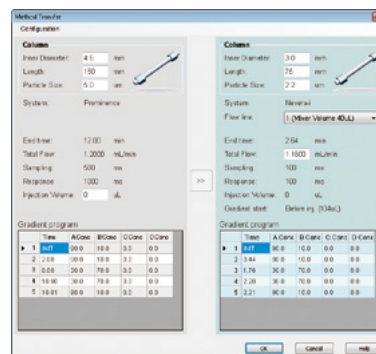 Method Transfer
Configuration
Column
Inner Diameter: 4.6 mm
Length: 150 mm
Particle Size: 5.0 um
System: Prominence
End time: 12.00 min
Total Flow: 1.2000 mL/min
Sampling: 500 ms
Response: 1000 ms
Injection Volume: 0 uL
Gradient program
Time A.Conc B.Conc C.Conc D.Conc
1 INIT 90.0 10.0 0.0 0.0
2 2.00 90.0 10.0 0.0 0.0
3 8.00 30.0 70.0 0.0 0.0
4 10.00 30.0 70.0 0.0 0.0
5 10.01 90.0 10.0 0.0 0.0
>>
Column
Inner Diameter: 3.0 mm
Length: 75 mm
Particle Size: 2.2 um
System: Nexera-i
Flow line: 1 (Mixer Volume 40uL)
End time: 2.64 min
Total Flow: 1.1600 mL/min
Sampling: 100 ms
Response: 100 ms
Injection Volume: 0 uL
Gradient start: Before inj.
Gradient program
Time A.Conc B.Conc C.Conc D.Conc
1 INIT 90.0 10.0 0.0 0.0
2 0.44 90.0 10.0 0.0 0.0
3 1.76 30.0 70.0 0.0 0.0
4 2.20 30.0 70.0 0.0 0.0
5 2.21 90.0 10.0 0.0 0.0
OK Cancel Help